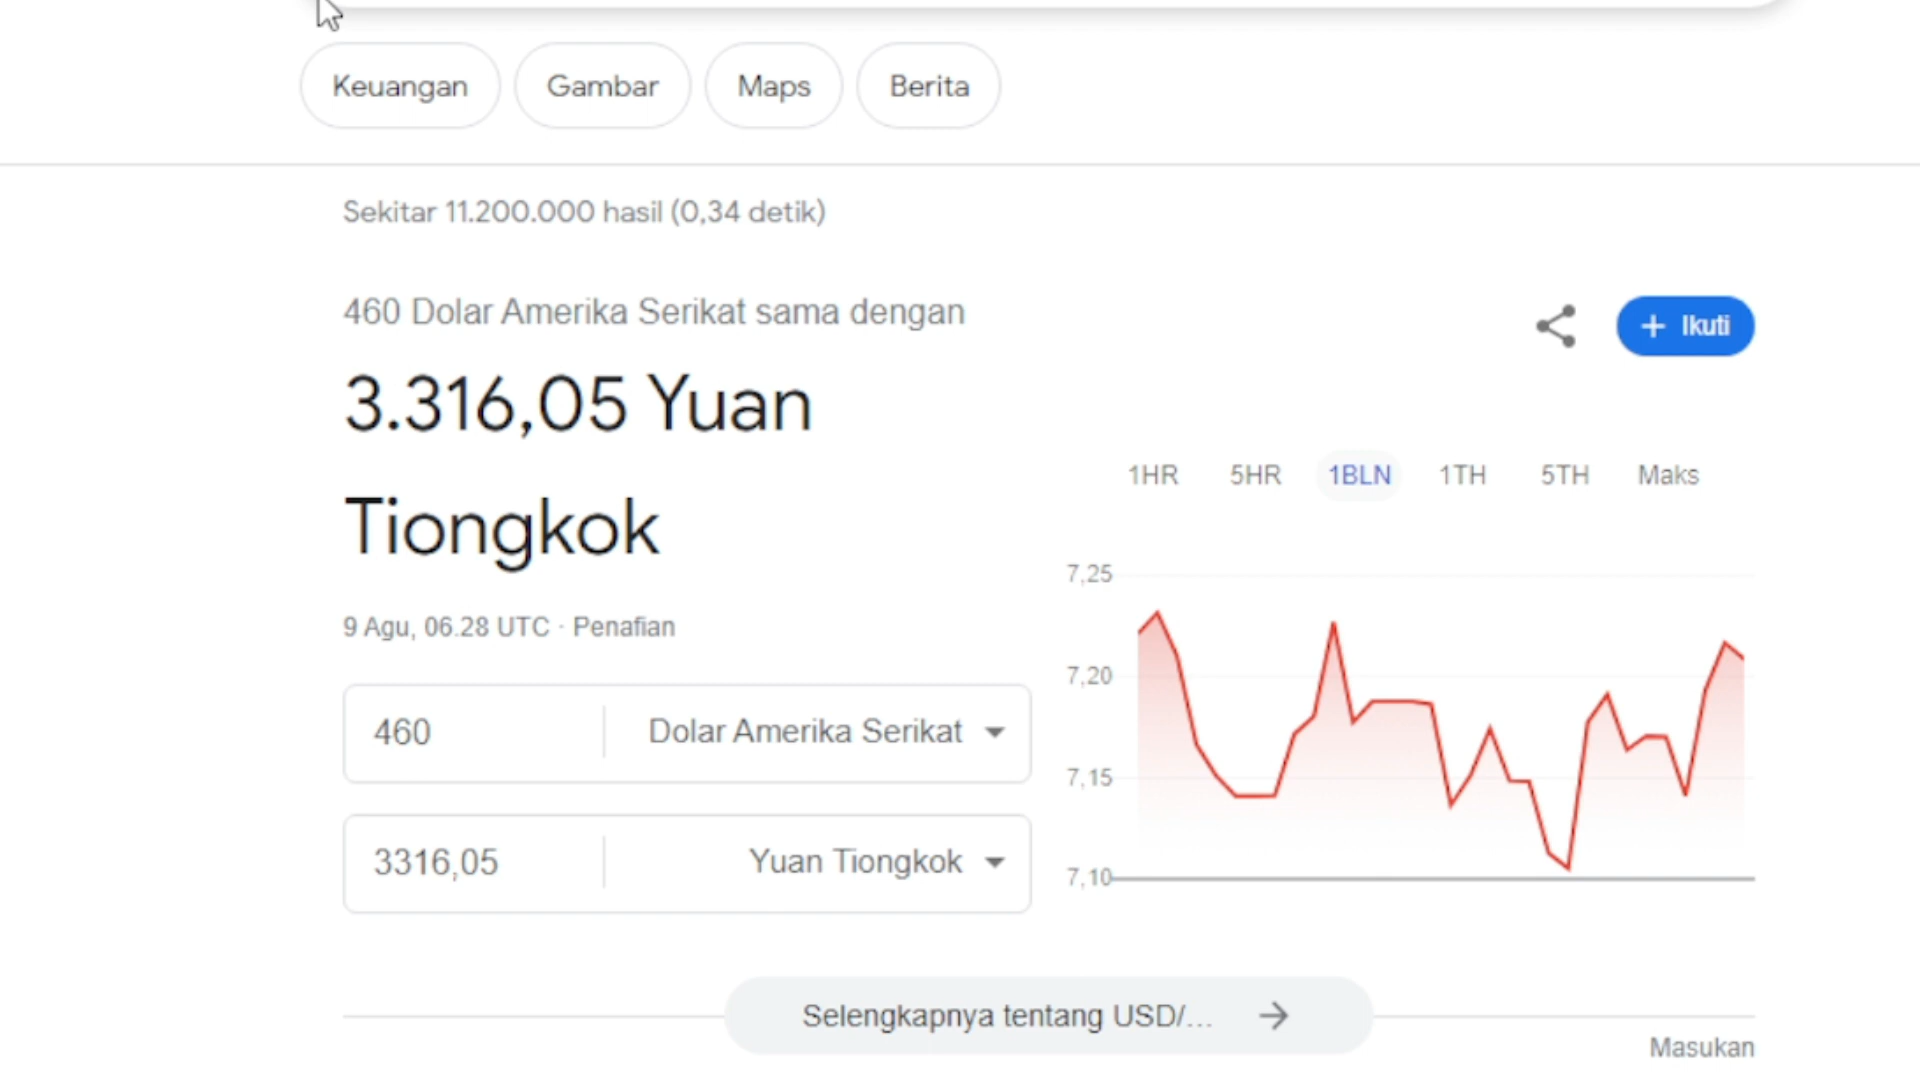 Keuangan Gambar Maps Berita
Sekitar 11.200.000 hasil (0,34 detik)
460 Dolar Amerika Serikat sama dengan
+ Ikuti
3.316,05 Yuan
Tiongkok
9 Agu, 06.28 UTC · Penafian
460 Dolar Amerika Serikat
3316,05 Yuan Tiongkok
1HR 5HR 1BLN 1TH 5TH Maks
7,25
7,20
7,15
7,10
Selengkapnya tentang USD/...
Masukan